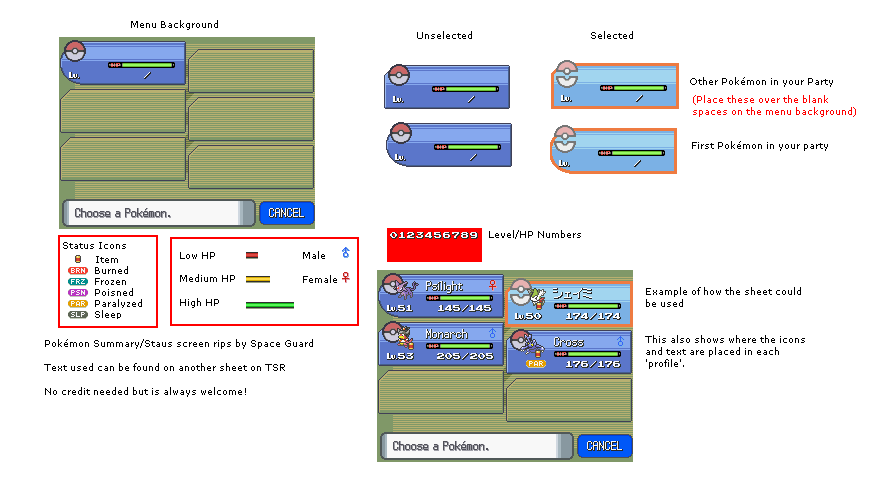 Menu Background
Unselected
Selected
HP
Lv.
/
Choose a Pokémon.
CANCEL
HP
Lv.
/
HP
Lv.
/
Other Pokémon in your Party
(Place these over the blank
spaces on the menu background)
HP
Lv.
/
HP
Lv.
/
First Pokémon in your party
Status Icons
Item
BRN Burned
FRZ Frozen
PSN Poisned
PAR Paralyzed
SLP Sleep
Low HP
Medium HP
High HP
Male ♂
Female ♀
0123456789
Level/HP Numbers
Psilight ♀
HP
Lv.51 145/145
シェイミ
HP
Lv.50 174/174
Monarch ♂
HP
Lv.53 205/205
Cross ♂
HP
PAR 176/176
Choose a Pokémon.
CANCEL
Example of how the sheet could
be used
This also shows where the icons
and text are placed in each
'profile'.
Pokémon Summary/Staus screen rips by Space Guard
Text used can be found on another sheet on TSR
No credit needed but is always welcome!